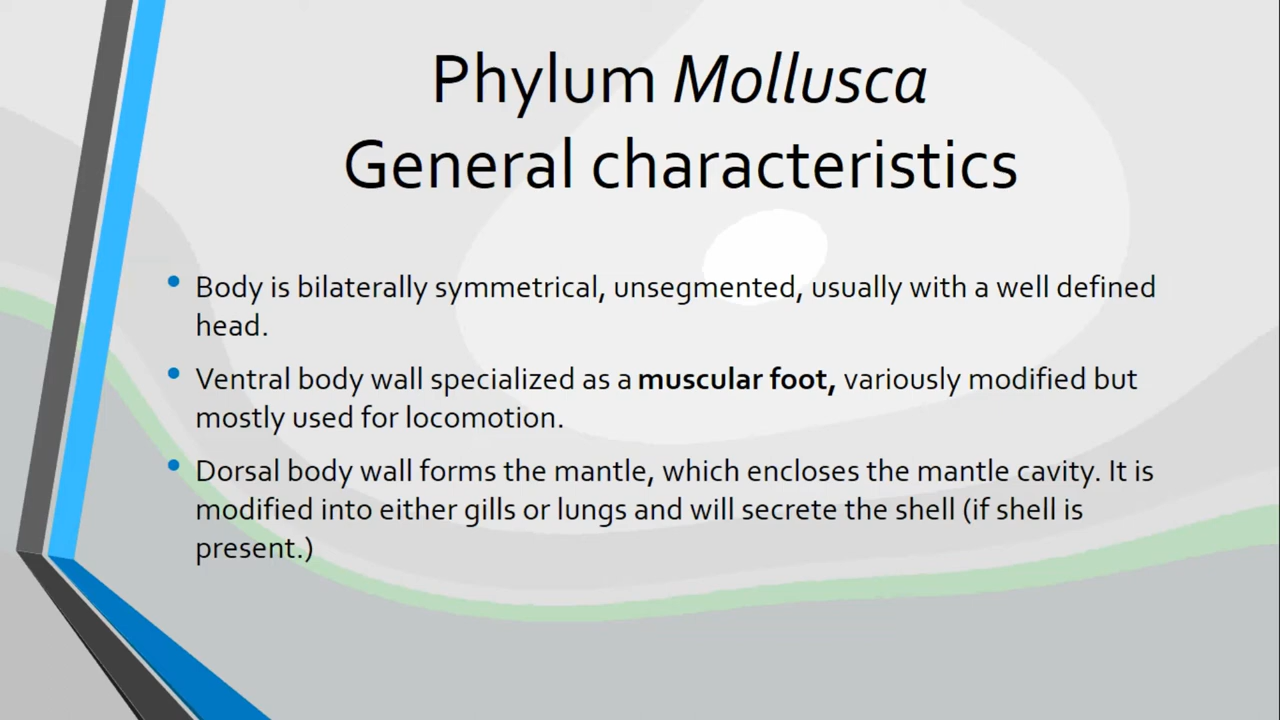 Phylum Mollusca
General characteristics
• Body is bilaterally symmetrical, unsegmented, usually with a well defined
head.
• Ventral body wall specialized as a muscular foot, variously modified but
mostly used for locomotion.
• Dorsal body wall forms the mantle, which encloses the mantle cavity. It is
modified into either gills or lungs and will secrete the shell (if shell is
present.)